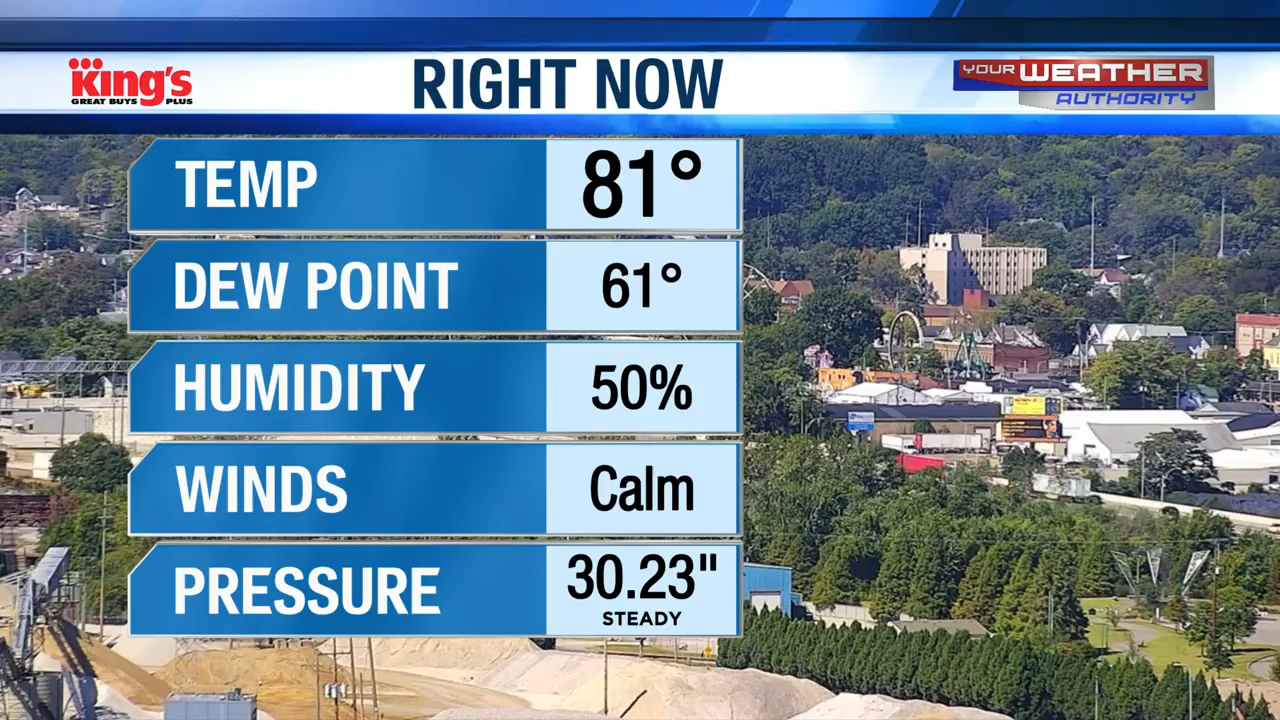 King's
GREAT BUYS PLUS
RIGHT NOW
YOUR WEATHER
AUTHORITY
TEMP 81°
DEW POINT 61°
HUMIDITY 50%
WINDS Calm
PRESSURE 30.23"
STEADY